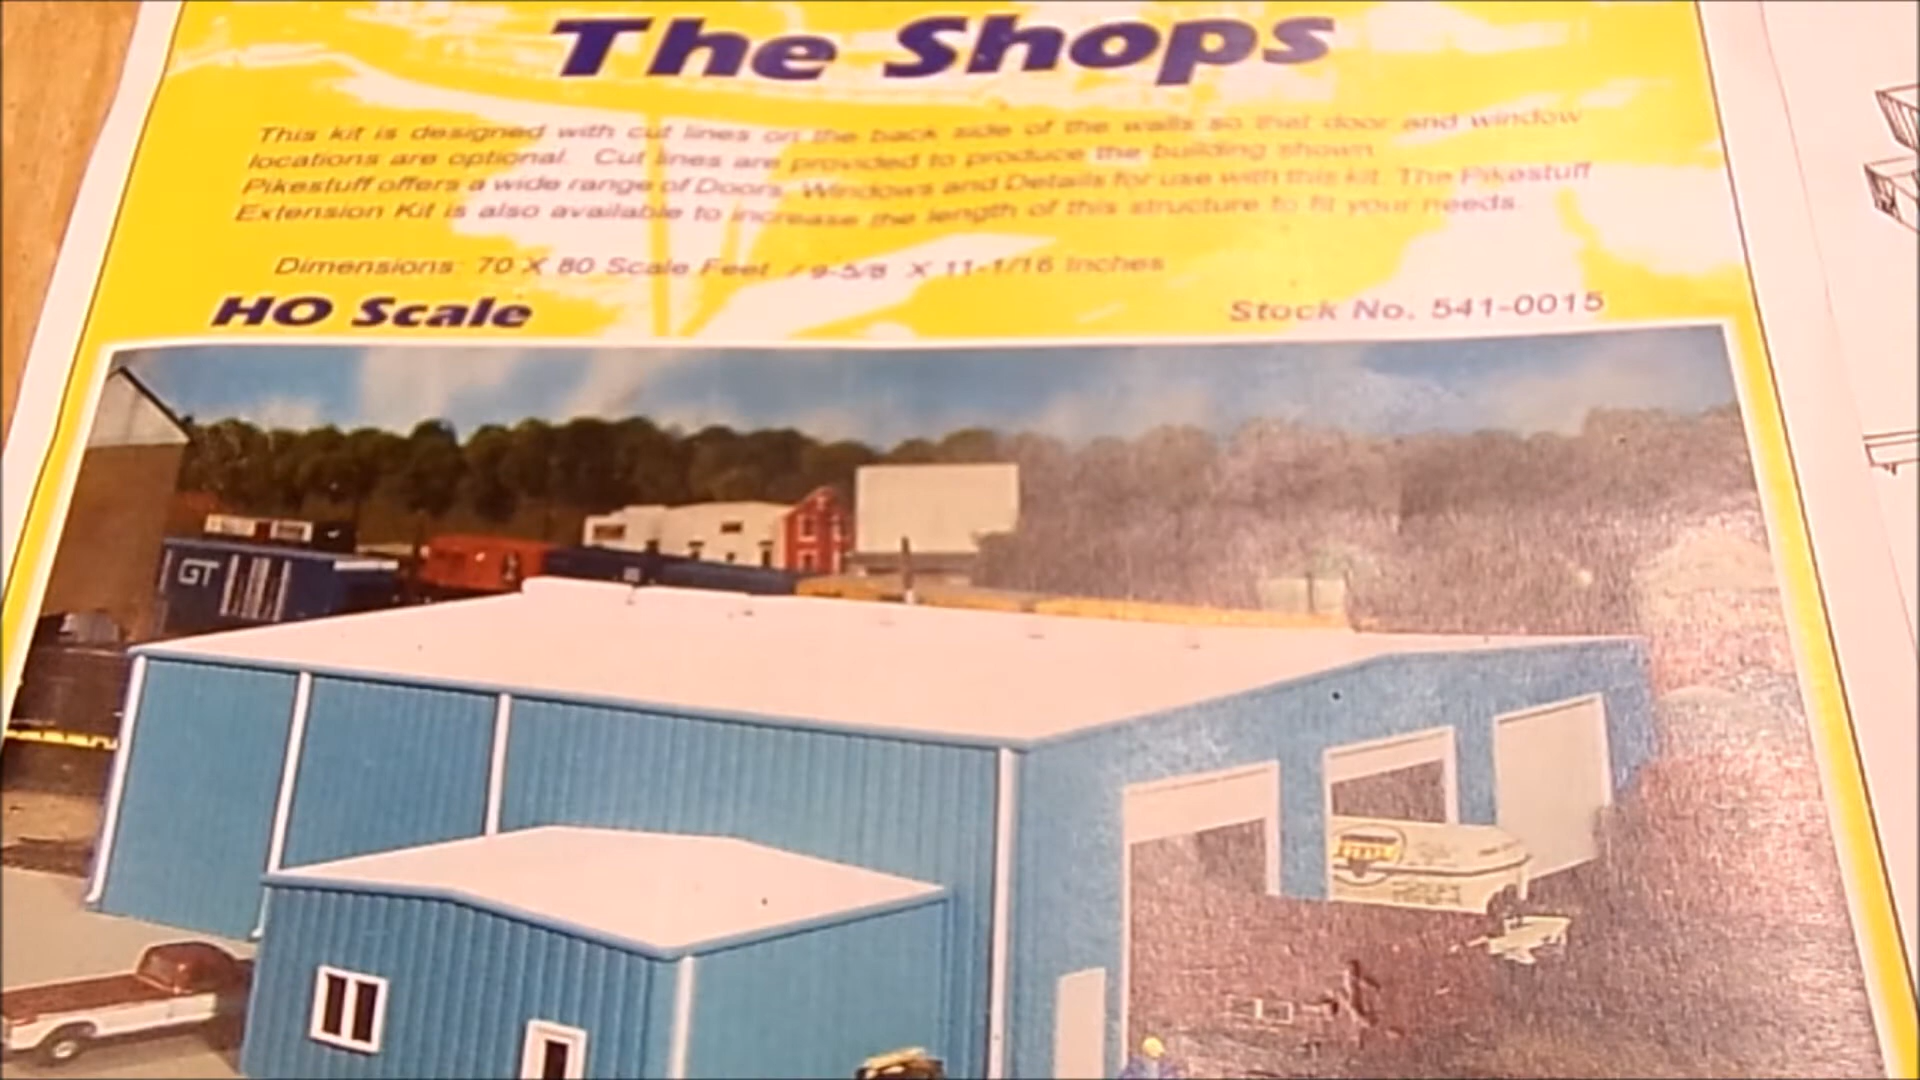 The Shops
This kit is designed with cut lines on the back side of the walls so that door and window
locations are optional. Cut lines are provided to produce the building shown.
Pikestuff offers a wide range of Doors, Windows and Details for use with this kit. The Pikestuff
Extension Kit is also available to increase the length of this structure to fit your needs.
Dimensions: 70 X 80 Scale Feet / 9-5/8 X 11-1/16 Inches
HO Scale
Stock No. 541-0015
GT